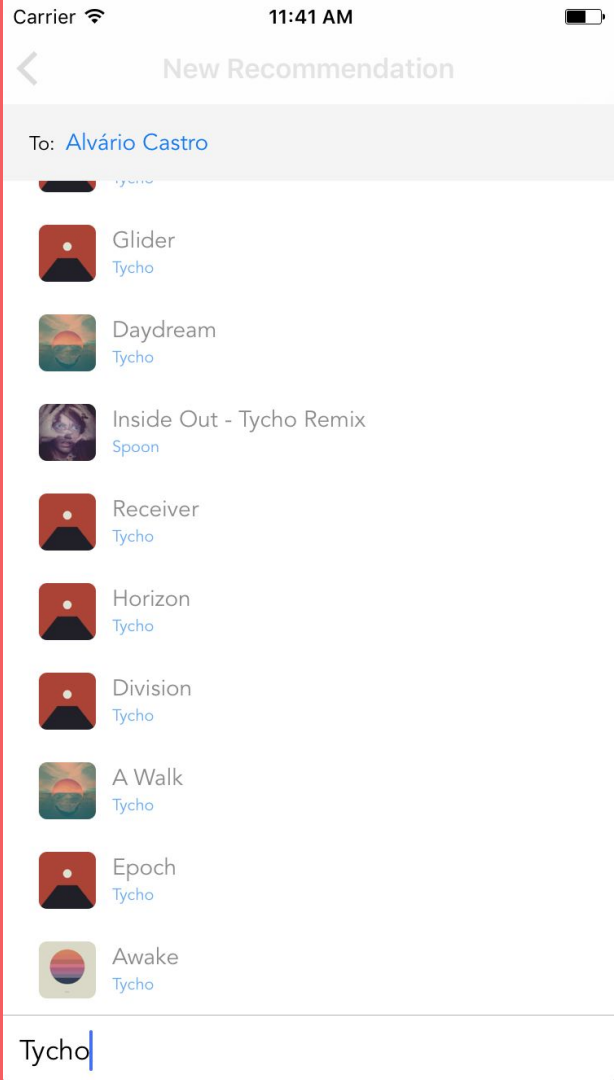 Carrier
11:41 AM
New Recommendation
To: Alvário Castro
Tycho
Glider
Tycho
Daydream
Tycho
Inside Out - Tycho Remix
Spoon
Receiver
Tycho
Horizon
Tycho
Division
Tycho
A Walk
Tycho
Epoch
Tycho
Awake
Tycho
Tycho